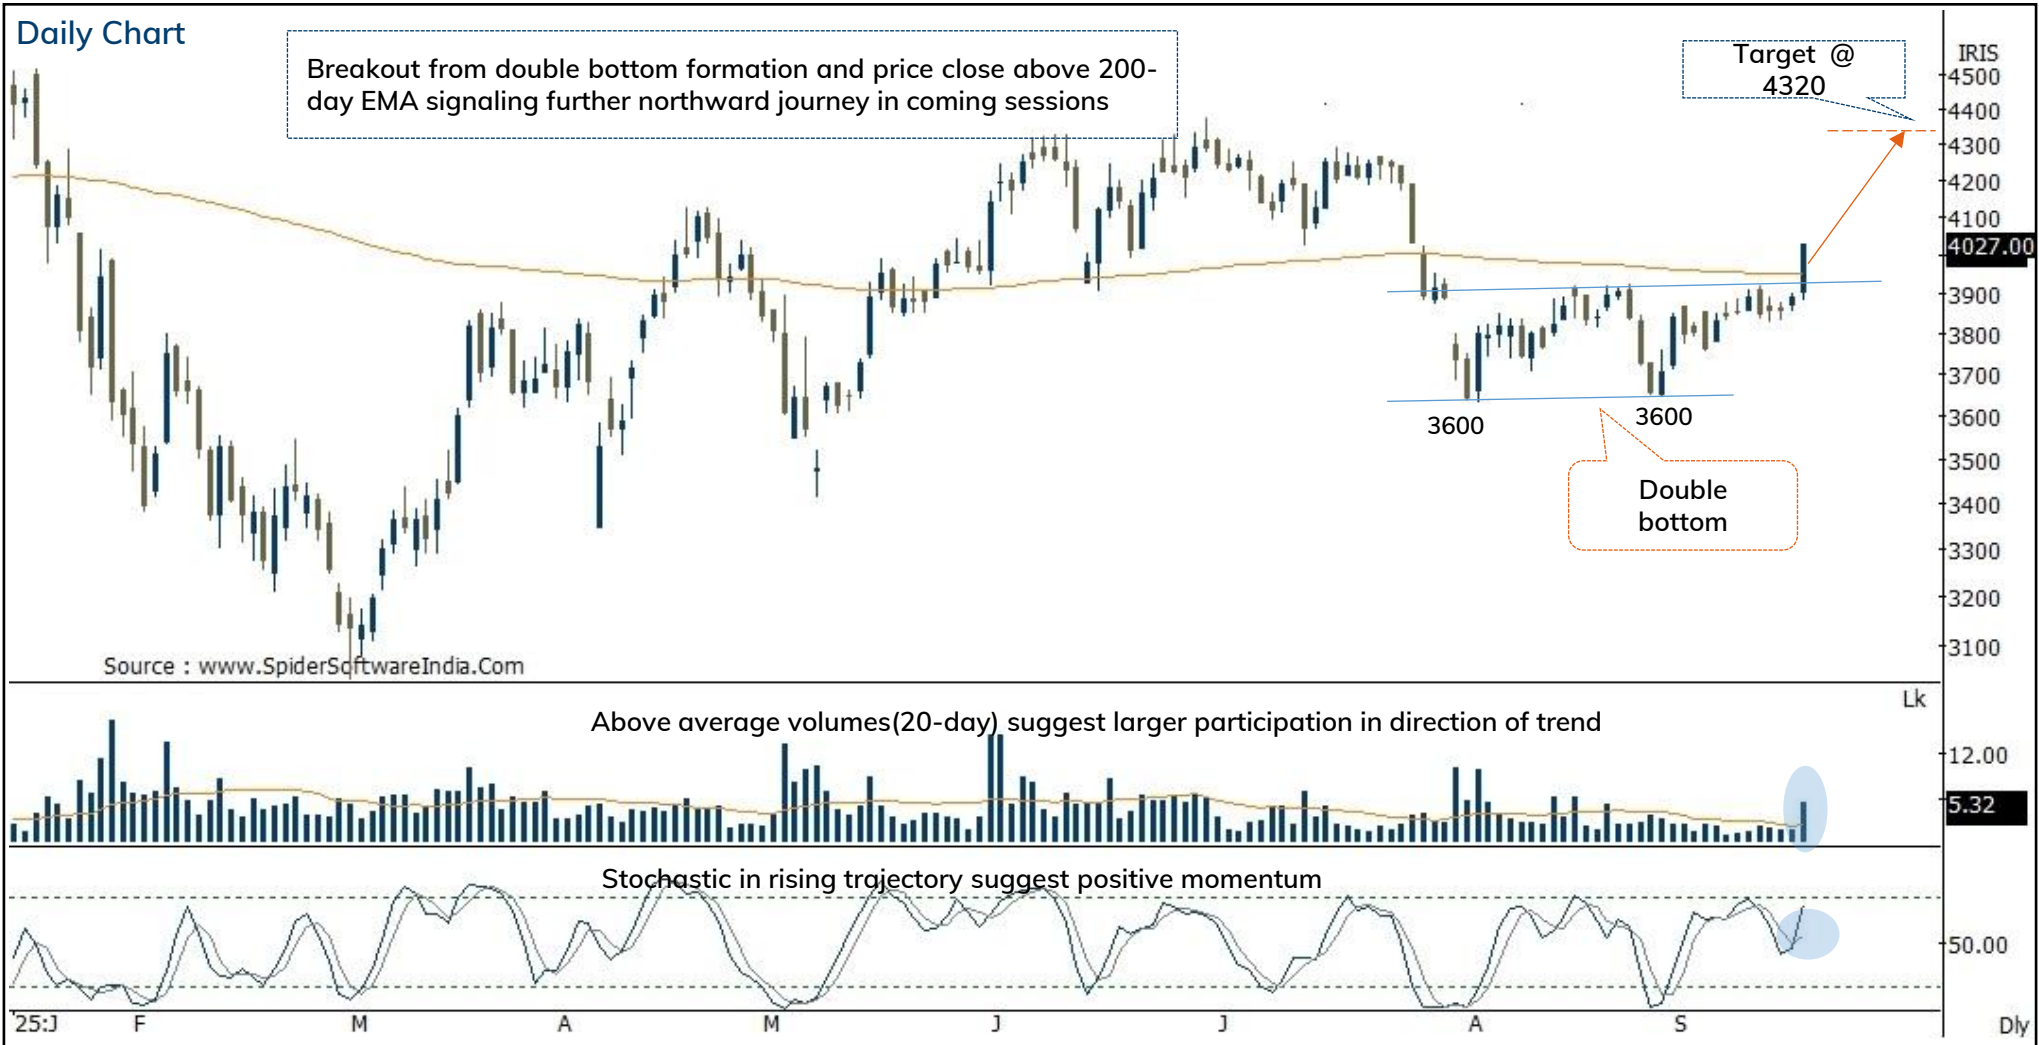 Daily Chart
Breakout from double bottom formation and price close above 200-
day EMA signaling further northward journey in coming sessions
Target @
4320
IRIS
4500
4400
4300
4200
4100
4027.00
3900
3800
3700
3600
3500
3400
3300
3200
3100
3600
3600
Double
bottom
Source : www.SpiderSoftwareIndia.Com
Lk
Above average volumes(20-day) suggest larger participation in direction of trend
12.00
5.32
Stochastic in rising trajectory suggest positive momentum
50.00
'25:J F M A M J J A S Dly